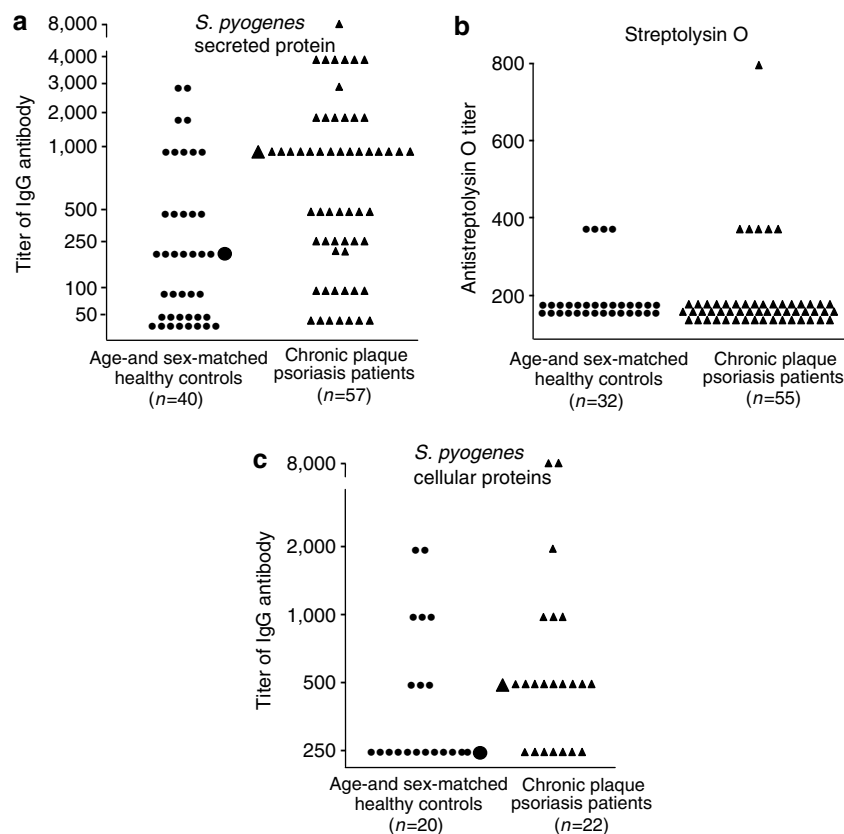 a
S. pyogenes
secreted protein
Titer of IgG antibody
8,000
4,000
3,000
2,000
1,000
500
250
100
50
Age-and sex-matched
healthy controls
(n=40)
Chronic plaque
psoriasis patients
(n=57)
b
Streptolysin O
Antistreptolysin O titer
800
600
400
200
Age-and sex-matched
healthy controls
(n=32)
Chronic plaque
psoriasis patients
(n=55)
c
S. pyogenes
cellular proteins
Titer of IgG antibody
8,000
2,000
1,000
500
250
Age-and sex-matched
healthy controls
(n=20)
Chronic plaque
psoriasis patients
(n=22)